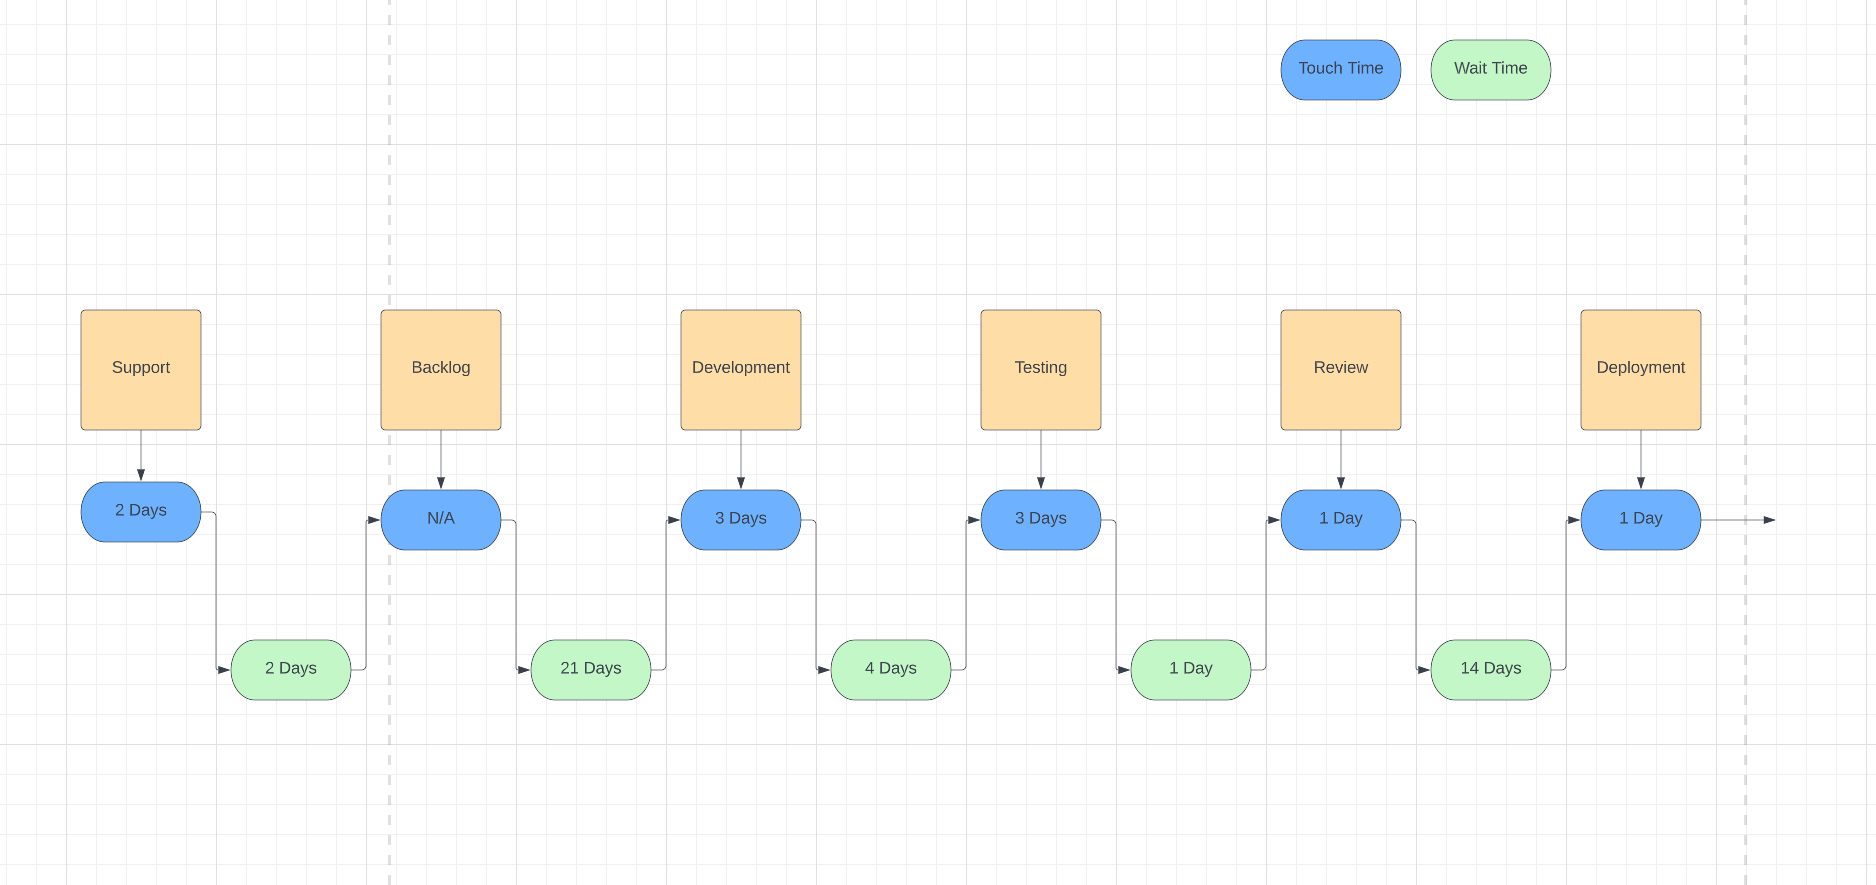 Touch Time
Wait Time
Support
Backlog
Development
Testing
Review
Deployment
2 Days
N/A
3 Days
3 Days
1 Day
1 Day
2 Days
21 Days
4 Days
1 Day
14 Days